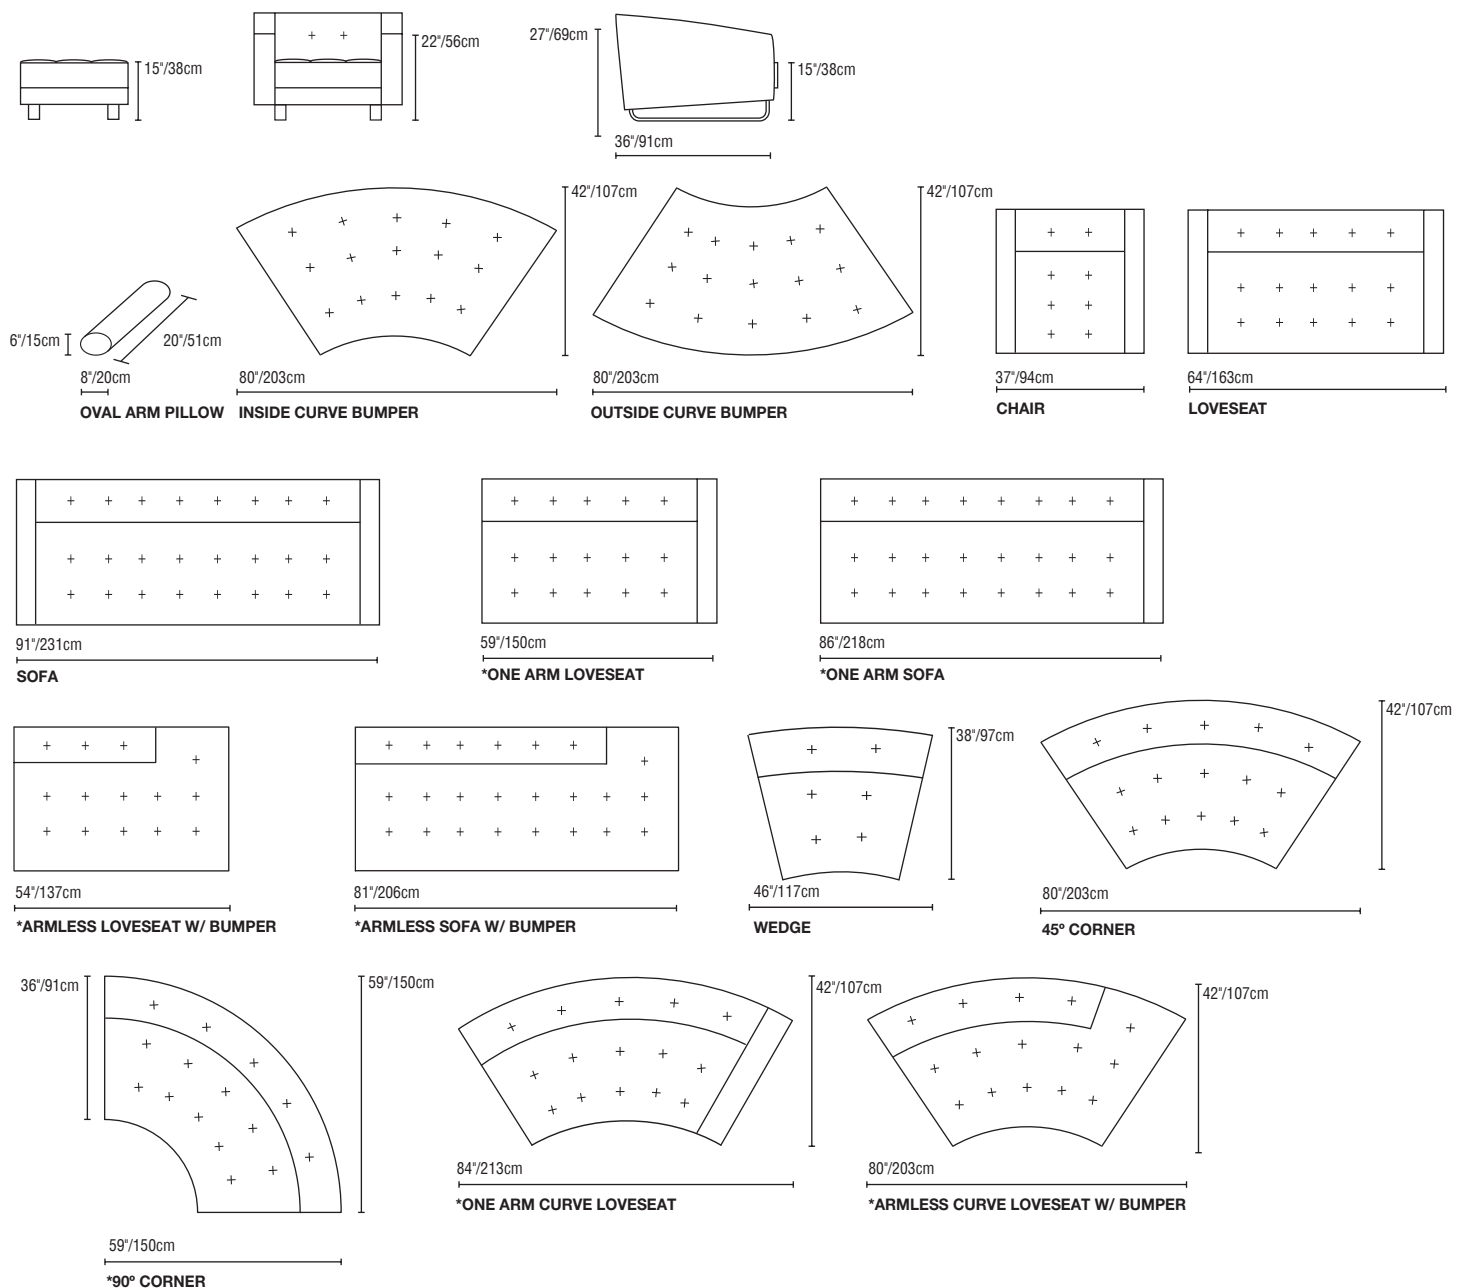 15"/38cm
22"/56cm
27"/69cm
15"/38cm
36"/91cm
42"/107cm
42"/107cm
6"/15cm
20"/51cm
8"/20cm
OVAL ARM PILLOW
80"/203cm
INSIDE CURVE BUMPER
80"/203cm
OUTSIDE CURVE BUMPER
37"/94cm
CHAIR
64"/163cm
LOVESEAT
91"/231cm
SOFA
59"/150cm
*ONE ARM LOVESEAT
86"/218cm
*ONE ARM SOFA
54"/137cm
*ARMLESS LOVESEAT W/ BUMPER
81"/206cm
*ARMLESS SOFA W/ BUMPER
38"/97cm
46"/117cm
WEDGE
42"/107cm
80"/203cm
45º CORNER
36"/91cm
59"/150cm
59"/150cm
*90º CORNER
42"/107cm
84"/213cm
*ONE ARM CURVE LOVESEAT
42"/107cm
80"/203cm
*ARMLESS CURVE LOVESEAT W/ BUMPER